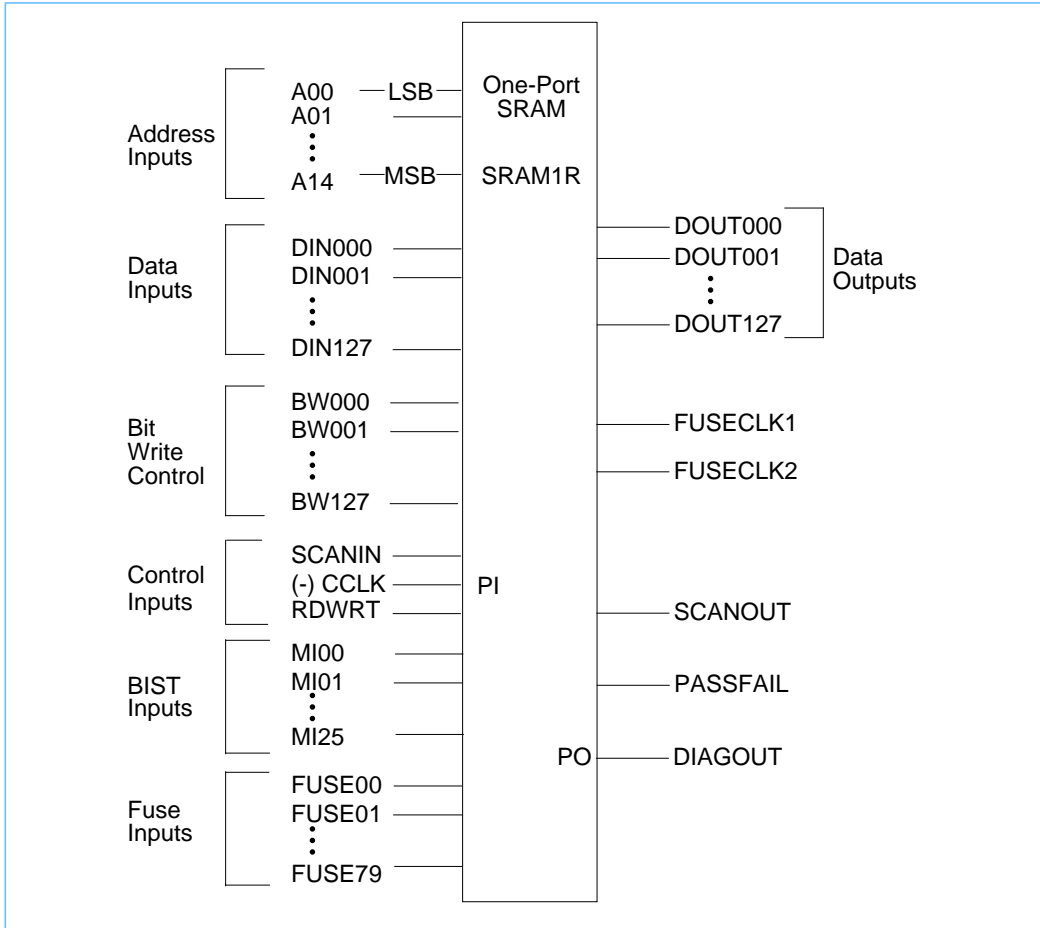 Address
Inputs
A00
LSB
A01
A14
MSB
One-Port
SRAM
SRAM1R
Data
Inputs
DIN000
DIN001
DIN127
Bit
Write
Control
BW000
BW001
BW127
Control
Inputs
SCANIN
(-) CCLK
RDWRT
PI
BIST
Inputs
MI00
MI01
MI25
Fuse
Inputs
FUSE00
FUSE01
FUSE79
DOUT000
DOUT001
DOUT127
Data
Outputs
FUSECLK1
FUSECLK2
SCANOUT
PASSFAIL
PO
DIAGOUT